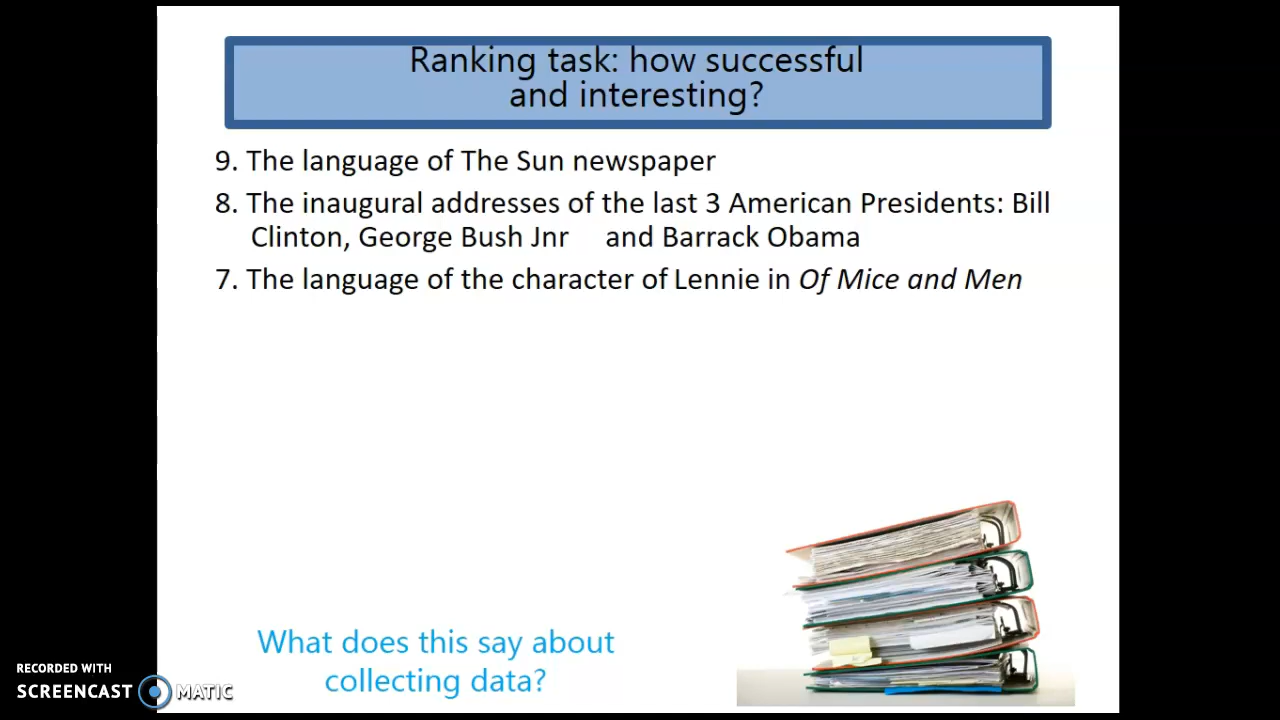 Ranking task: how successful
and interesting?
9. The language of The Sun newspaper
8. The inaugural addresses of the last 3 American Presidents: Bill
Clinton, George Bush Jnr and Barrack Obama
7. The language of the character of Lennie in Of Mice and Men
What does this say about
collecting data?
RECORDED WITH
SCREENCAST MATIC